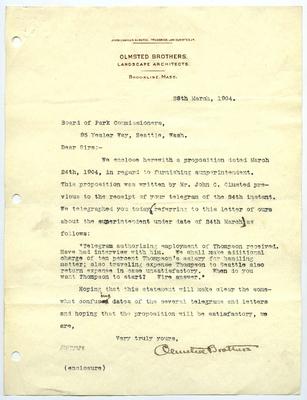 OLMSTED BROTHERS,
LANDSCAPE ARCHITECTS.
BROOKLINE, MASS.
28th March, 1904.
Board of Park Commissioners,
95 Yesler Way, Seattle, Wash.
Dear Sirs:-
We enclose herewith a proposition dated March
24th, 1904, in regard to furnishing a superintendent.
This proposition was written by Mr. John C. Olmsted pre-
vious to the receipt of your telegram of the 24th instant.
We telegraphed you today (referring to this letter of ours
about the superintendent under date of 24th March) as
follows:
"Telegram authorizing employment of Thompson received.
Have had interview with him. We shall make additional
charge of ten percent Thompson's salary for handling
matter; also traveling expense Thompson to Seattle also
return expense in case unsatisfactory. When do you
want Thompson to start? Wire answer."
Hoping that this statement will make clear the some-
what confusing dates of the several telegrams and letters
and hoping that the proposition will be satisfactory, we
are,
Very truly yours,
Olmsted Brothers
(enclosure)